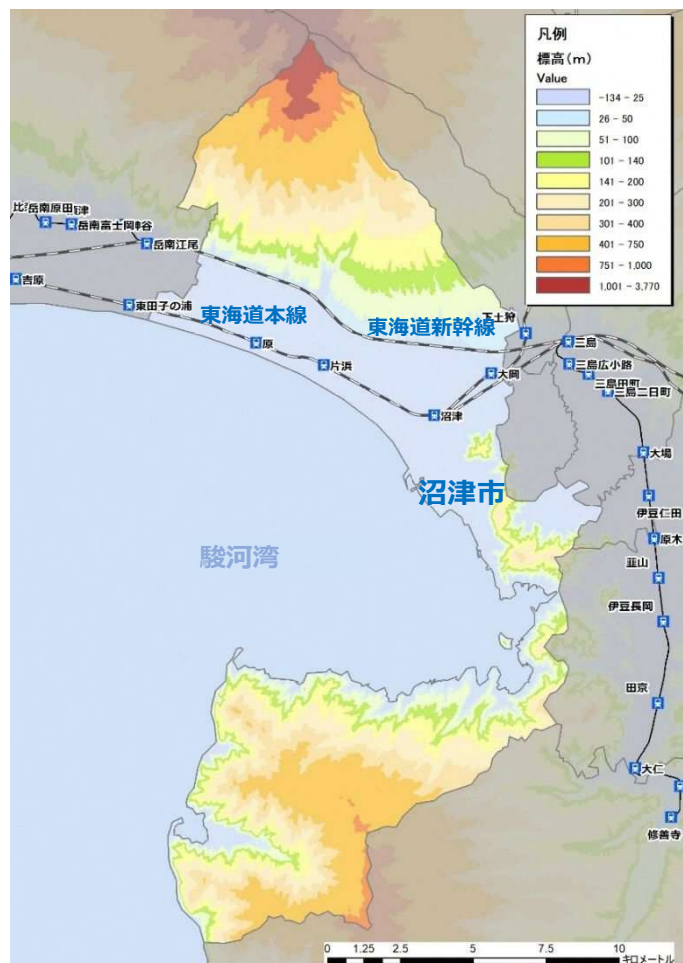 凡例
標高(m)
Value
-134 - 25
26 - 50
51 - 100
101 - 140
141 - 200
201 - 300
301 - 400
401 - 750
751 - 1,000
1,001 - 3,770
岳南原田
岳南富士岡
岳南江尾
吉原
東田子の浦
東海道本線
東海道新幹線
下土狩
三島
原
片浜
大岡
三島広小路
三島田町
三島二日町
沼津
大場
沼津市
伊豆仁田
原木
駿河湾
韮山
伊豆長岡
田京
大仁
修善寺
0 1.25 2.5 5 7.5 10
キロメートル